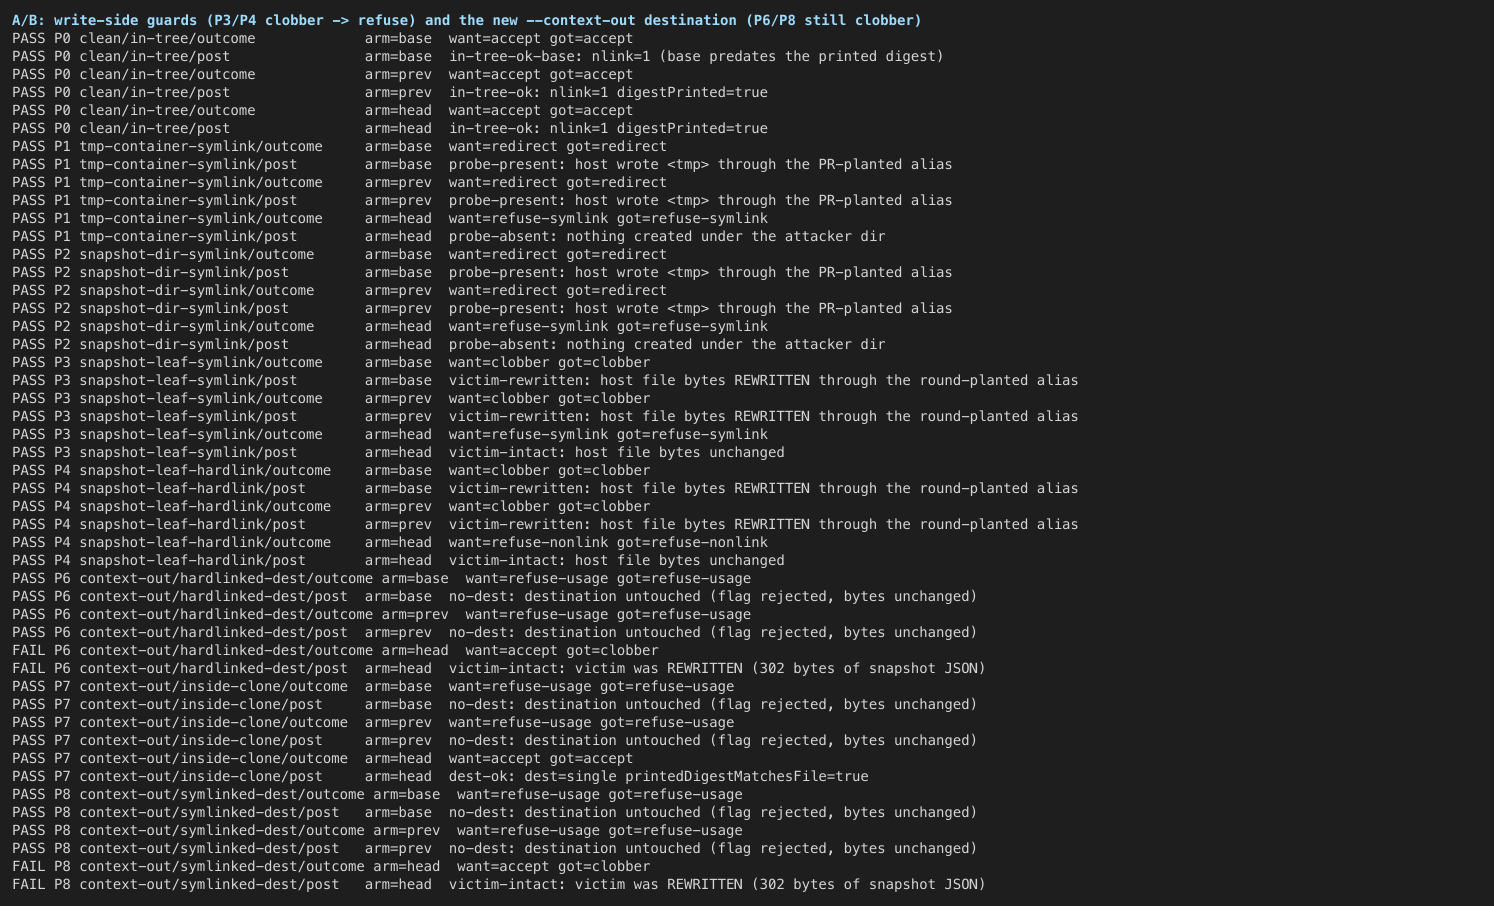 A/B: write-side guards (P3/P4 clobber -> refuse) and the new --context-out destination (P6/P8 still clobber)
PASS P0 clean/in-tree/outcome arm=base want=accept got=accept
PASS P0 clean/in-tree/post arm=base in-tree-ok-base: nlink=1 (base predates the printed digest)
PASS P0 clean/in-tree/outcome arm=prev want=accept got=accept
PASS P0 clean/in-tree/post arm=prev in-tree-ok: nlink=1 digestPrinted=true
PASS P0 clean/in-tree/outcome arm=head want=accept got=accept
PASS P0 clean/in-tree/post arm=head in-tree-ok: nlink=1 digestPrinted=true
PASS P1 tmp-container-symlink/outcome arm=base want=redirect got=redirect
PASS P1 tmp-container-symlink/post arm=base probe-present: host wrote <tmp> through the PR-planted alias
PASS P1 tmp-container-symlink/outcome arm=prev want=redirect got=redirect
PASS P1 tmp-container-symlink/post arm=prev probe-present: host wrote <tmp> through the PR-planted alias
PASS P1 tmp-container-symlink/outcome arm=head want=refuse-symlink got=refuse-symlink
PASS P1 tmp-container-symlink/post arm=head probe-absent: nothing created under the attacker dir
PASS P2 snapshot-dir-symlink/outcome arm=base want=redirect got=redirect
PASS P2 snapshot-dir-symlink/post arm=base probe-present: host wrote <tmp> through the PR-planted alias
PASS P2 snapshot-dir-symlink/outcome arm=prev want=redirect got=redirect
PASS P2 snapshot-dir-symlink/post arm=prev probe-present: host wrote <tmp> through the PR-planted alias
PASS P2 snapshot-dir-symlink/outcome arm=head want=refuse-symlink got=refuse-symlink
PASS P2 snapshot-dir-symlink/post arm=head probe-absent: nothing created under the attacker dir
PASS P3 snapshot-leaf-symlink/outcome arm=base want=clobber got=clobber
PASS P3 snapshot-leaf-symlink/post arm=base victim-rewritten: host file bytes REWRITTEN through the round-planted alias
PASS P3 snapshot-leaf-symlink/outcome arm=prev want=clobber got=clobber
PASS P3 snapshot-leaf-symlink/post arm=prev victim-rewritten: host file bytes REWRITTEN through the round-planted alias
PASS P3 snapshot-leaf-symlink/outcome arm=head want=refuse-symlink got=refuse-symlink
PASS P3 snapshot-leaf-symlink/post arm=head victim-intact: host file bytes unchanged
PASS P4 snapshot-leaf-hardlink/outcome arm=base want=clobber got=clobber
PASS P4 snapshot-leaf-hardlink/post arm=base victim-rewritten: host file bytes REWRITTEN through the round-planted alias
PASS P4 snapshot-leaf-hardlink/outcome arm=prev want=clobber got=clobber
PASS P4 snapshot-leaf-hardlink/post arm=prev victim-rewritten: host file bytes REWRITTEN through the round-planted alias
PASS P4 snapshot-leaf-hardlink/outcome arm=head want=refuse-nonlink got=refuse-nonlink
PASS P4 snapshot-leaf-hardlink/post arm=head victim-intact: host file bytes unchanged
PASS P6 context-out/hardlinked-dest/outcome arm=base want=refuse-usage got=refuse-usage
PASS P6 context-out/hardlinked-dest/post arm=base no-dest: destination untouched (flag rejected, bytes unchanged)
PASS P6 context-out/hardlinked-dest/outcome arm=prev want=refuse-usage got=refuse-usage
PASS P6 context-out/hardlinked-dest/post arm=prev no-dest: destination untouched (flag rejected, bytes unchanged)
FAIL P6 context-out/hardlinked-dest/outcome arm=head want=accept got=clobber
FAIL P6 context-out/hardlinked-dest/post arm=head victim-intact: victim was REWRITTEN (302 bytes of snapshot JSON)
PASS P7 context-out/inside-clone/outcome arm=base want=refuse-usage got=refuse-usage
PASS P7 context-out/inside-clone/post arm=base no-dest: destination untouched (flag rejected, bytes unchanged)
PASS P7 context-out/inside-clone/outcome arm=prev want=refuse-usage got=refuse-usage
PASS P7 context-out/inside-clone/post arm=prev no-dest: destination untouched (flag rejected, bytes unchanged)
PASS P7 context-out/inside-clone/outcome arm=head want=accept got=accept
PASS P7 context-out/inside-clone/post arm=head dest-ok: dest=single printedDigestMatchesFile=true
PASS P8 context-out/symlinked-dest/outcome arm=base want=refuse-usage got=refuse-usage
PASS P8 context-out/symlinked-dest/post arm=base no-dest: destination untouched (flag rejected, bytes unchanged)
PASS P8 context-out/symlinked-dest/outcome arm=prev want=refuse-usage got=refuse-usage
PASS P8 context-out/symlinked-dest/post arm=prev no-dest: destination untouched (flag rejected, bytes unchanged)
FAIL P8 context-out/symlinked-dest/outcome arm=head want=accept got=clobber
FAIL P8 context-out/symlinked-dest/post arm=head victim-intact: victim was REWRITTEN (302 bytes of snapshot JSON)